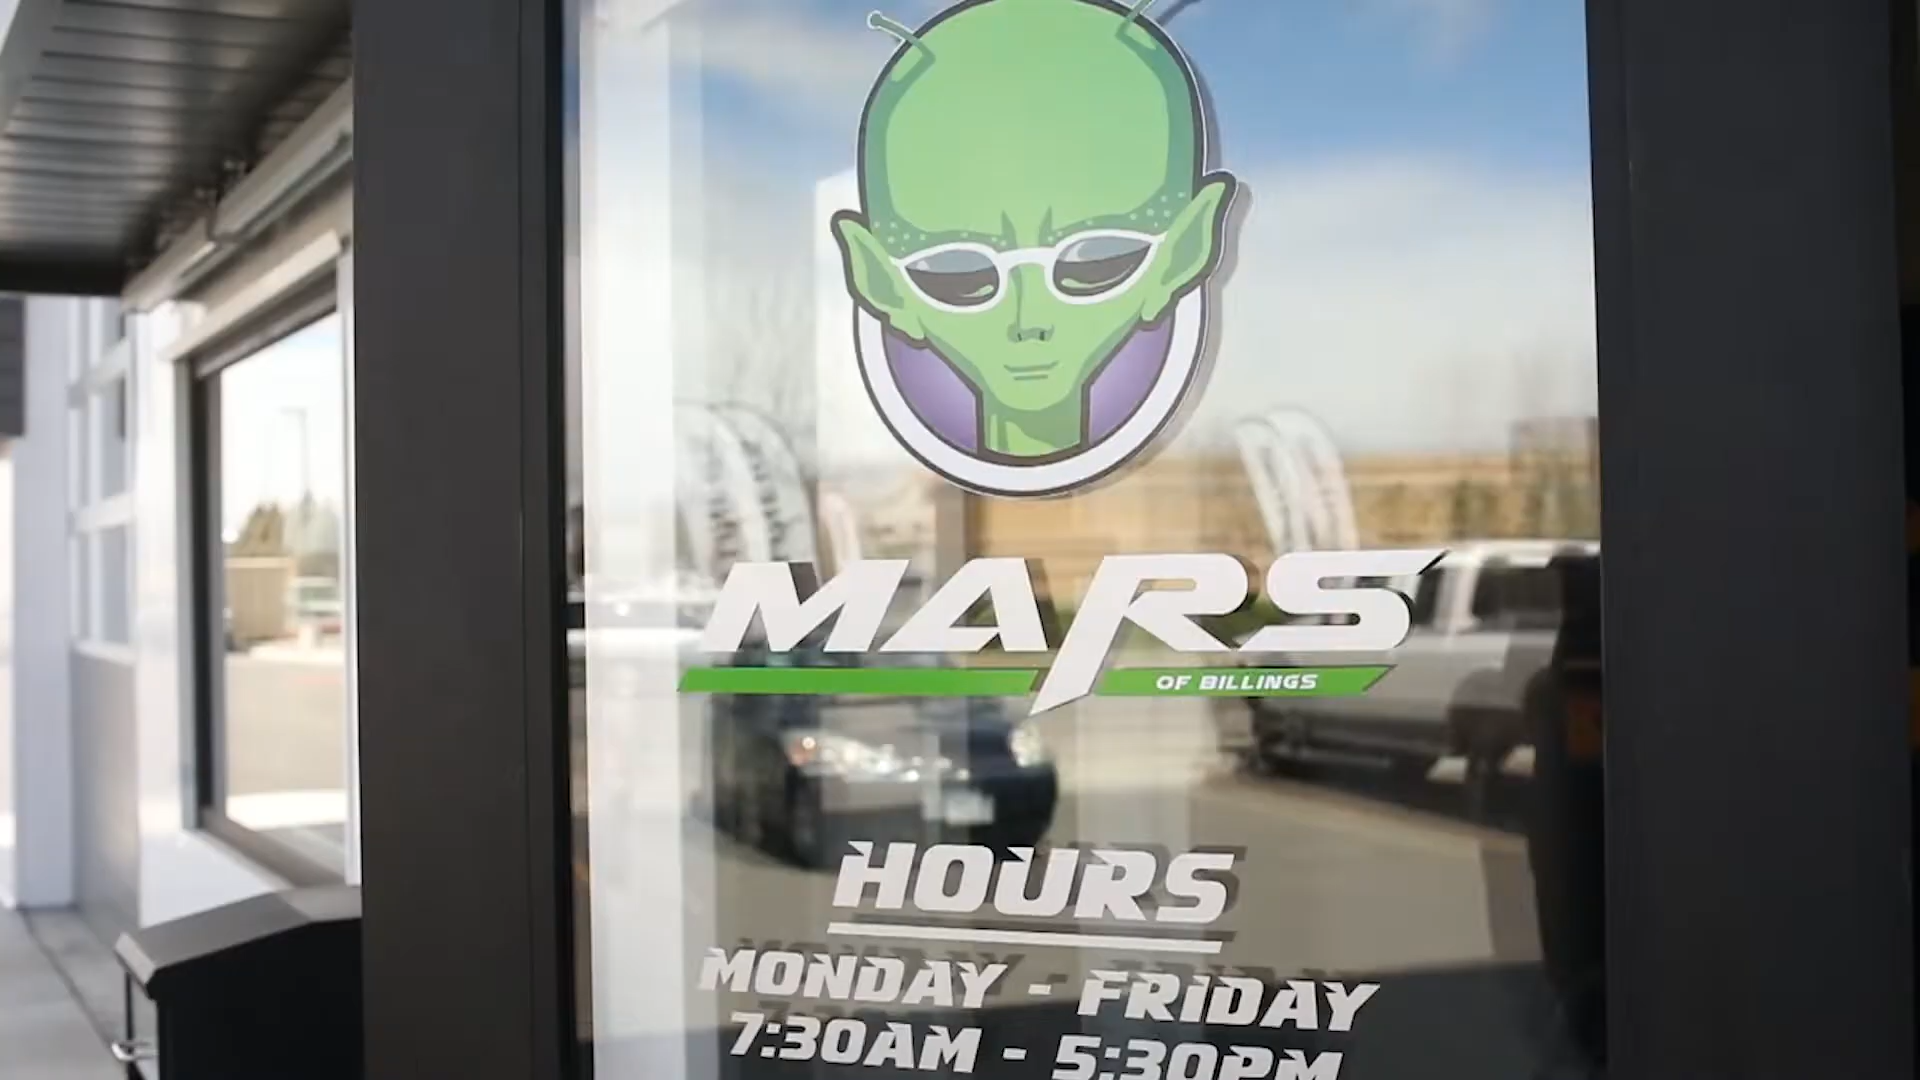 MARS
OF BILLINGS
HOURS
MONDAY - FRIDAY
7:30AM - 5:30PM